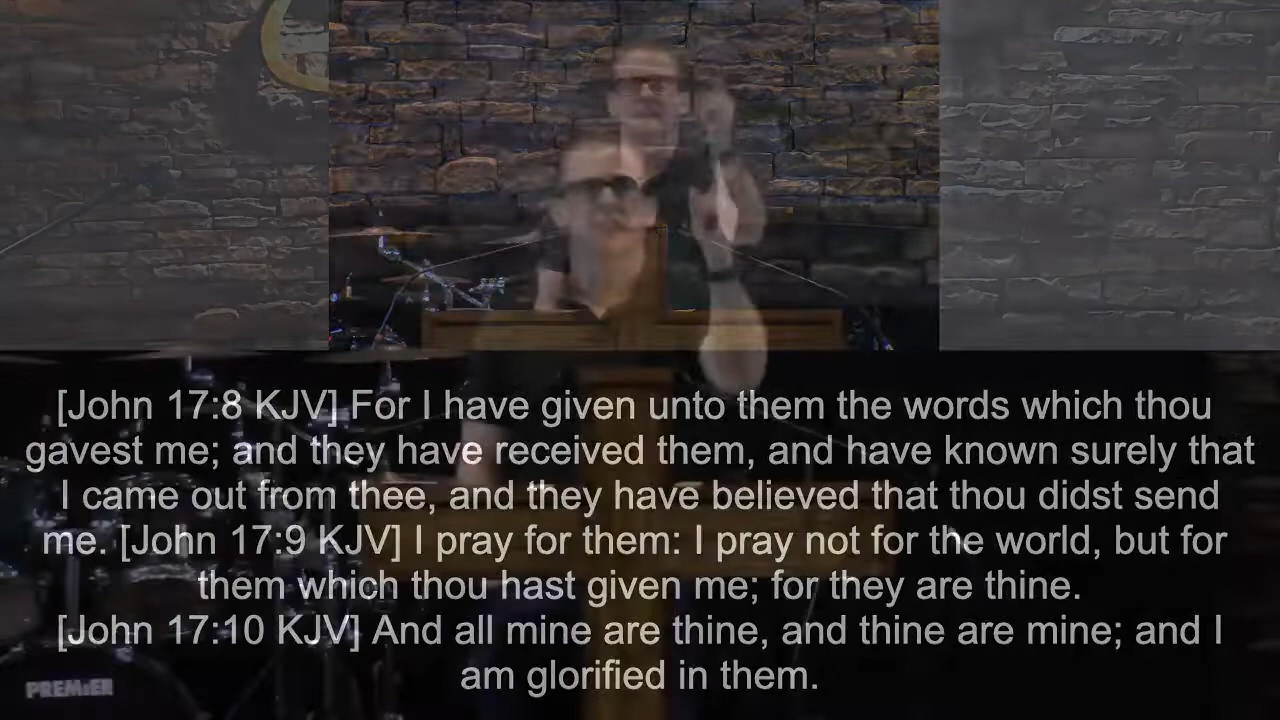 [John 17:8 KJV] For I have given unto them the words which thou
gavest me; and they have received them, and have known surely that
I came out from thee, and they have believed that thou didst send
me. [John 17:9 KJV] I pray for them: I pray not for the world, but for
them which thou hast given me; for they are thine.
[John 17:10 KJV] And all mine are thine, and thine are mine; and I
am glorified in them.
PREMIER